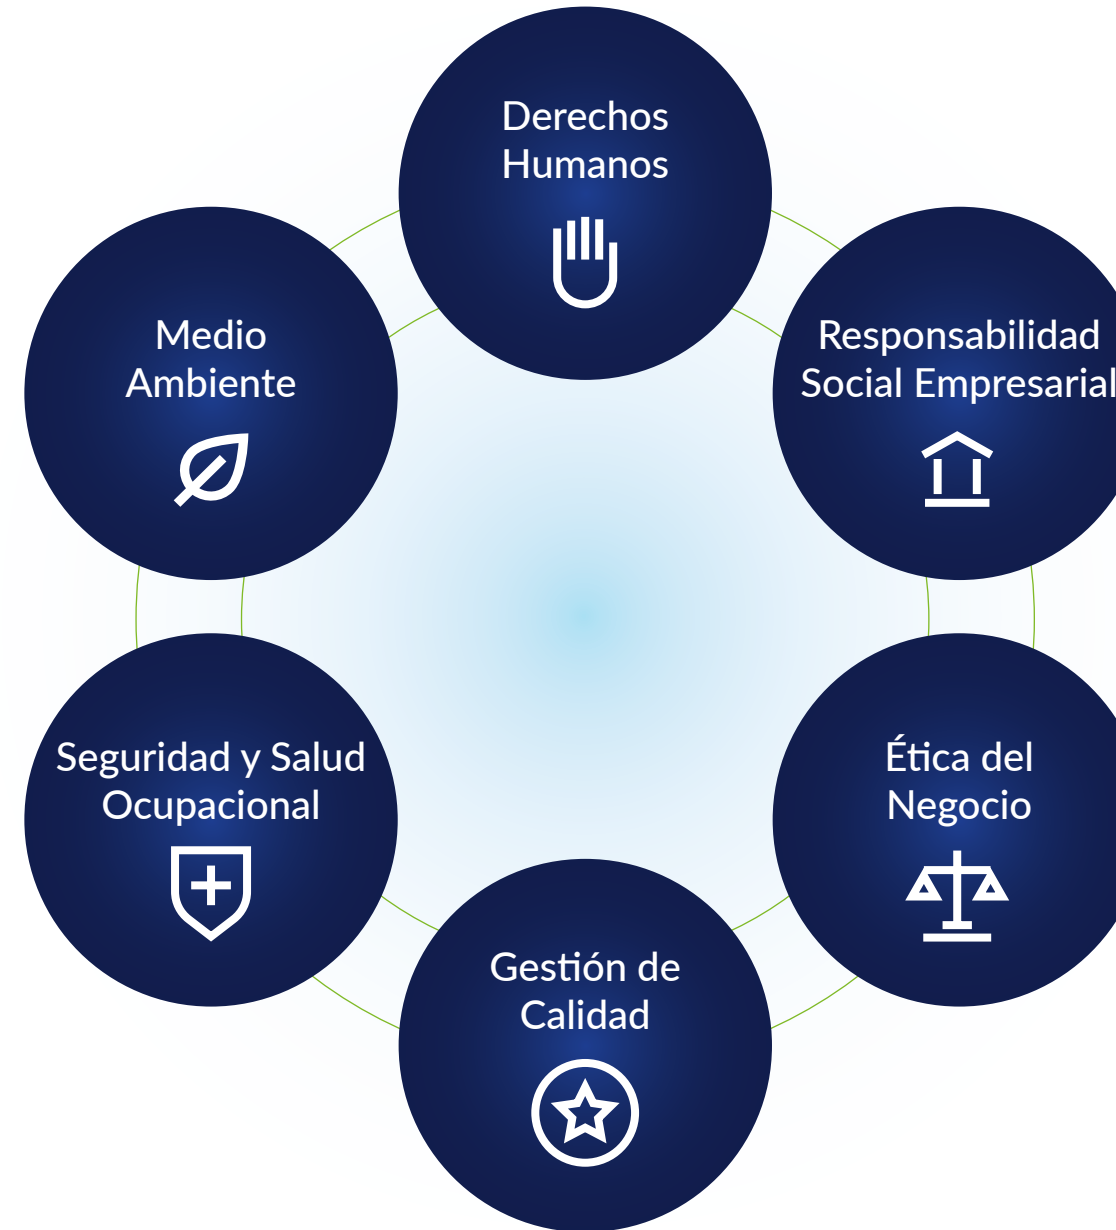 Derechos
Humanos
Responsabilidad
Social Empresarial
Ética del
Negocio
Gestión de
Calidad
Seguridad y Salud
Ocupacional
Medio
Ambiente